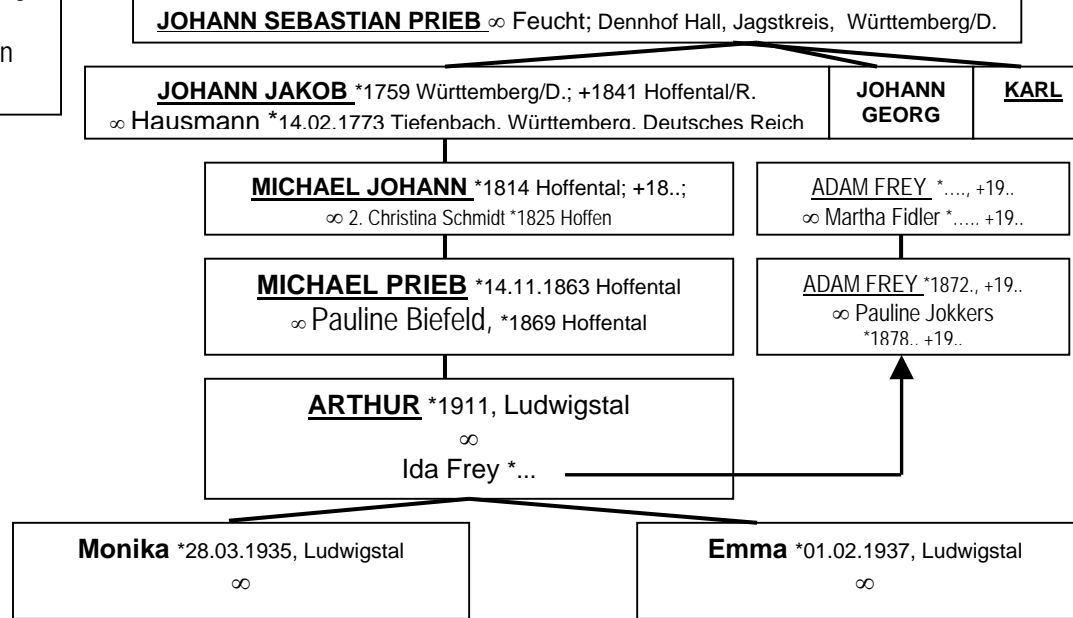 n
JOHANN SEBASTIAN PRIEB ∞ Feucht; Dennhof Hall, Jagstkreis, Württemberg/D.
JOHANN JAKOB *1759 Württemberg/D.; +1841 Hoffental/R.
∞ Hausmann *14.02.1773 Tiefenbach, Württemberg, Deutsches Reich
JOHANN
GEORG
KARL
MICHAEL JOHANN *1814 Hoffental; +18..;
∞ 2. Christina Schmidt *1825 Hoffen
ADAM FREY *...., +19..
∞ Martha Fidler *..... +19..
MICHAEL PRIEB *14.11.1863 Hoffental
∞ Pauline Biefeld, *1869 Hoffental
ADAM FREY *1872., +19..
∞ Pauline Jokkers
*1878.. +19..
ARTHUR *1911, Ludwigstal
∞
Ida Frey *...
Monika *28.03.1935, Ludwigstal
∞
Emma *01.02.1937, Ludwigstal
∞